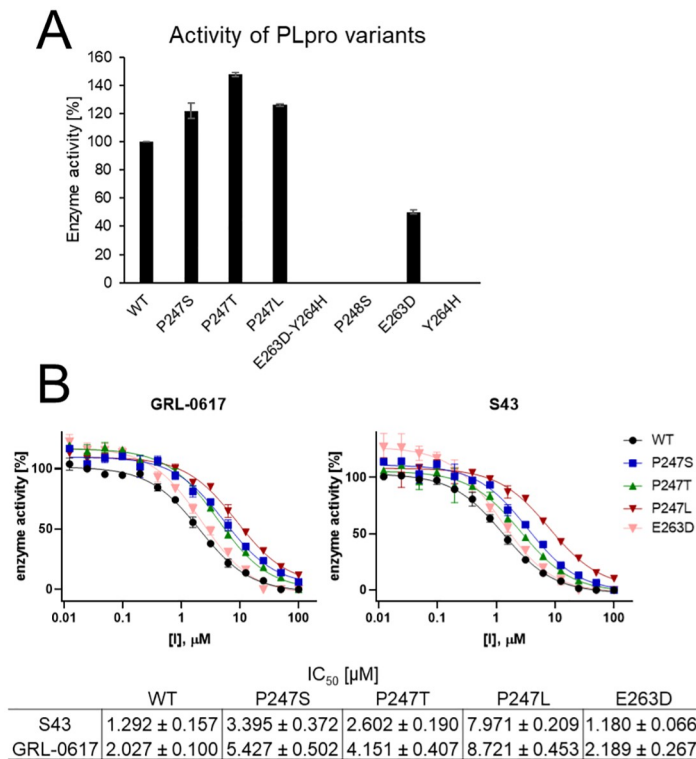 A
Activity of PLpro variants
Enzyme activity [%]
160
140
120
100
80
60
40
20
0
WT
P247S
P247T
P247L
E263D-Y264H
P248S
E263D
Y264H
B
GRL-0617
S43
enzyme activity [%]
100
50
0
0.01
0.1
1
10
100
[I], µM
enzyme activity [%]
100
50
0
0.01
0.1
1
10
100
[I], µM
WT
P247S
P247T
P247L
E263D
IC50 [µM]
WT P247S P247T P247L E263D
S43 1.292 ± 0.157 3.395 ± 0.372 2.602 ± 0.190 7.971 ± 0.209 1.180 ± 0.066
GRL-0617 2.027 ± 0.100 5.427 ± 0.502 4.151 ± 0.407 8.721 ± 0.453 2.189 ± 0.267